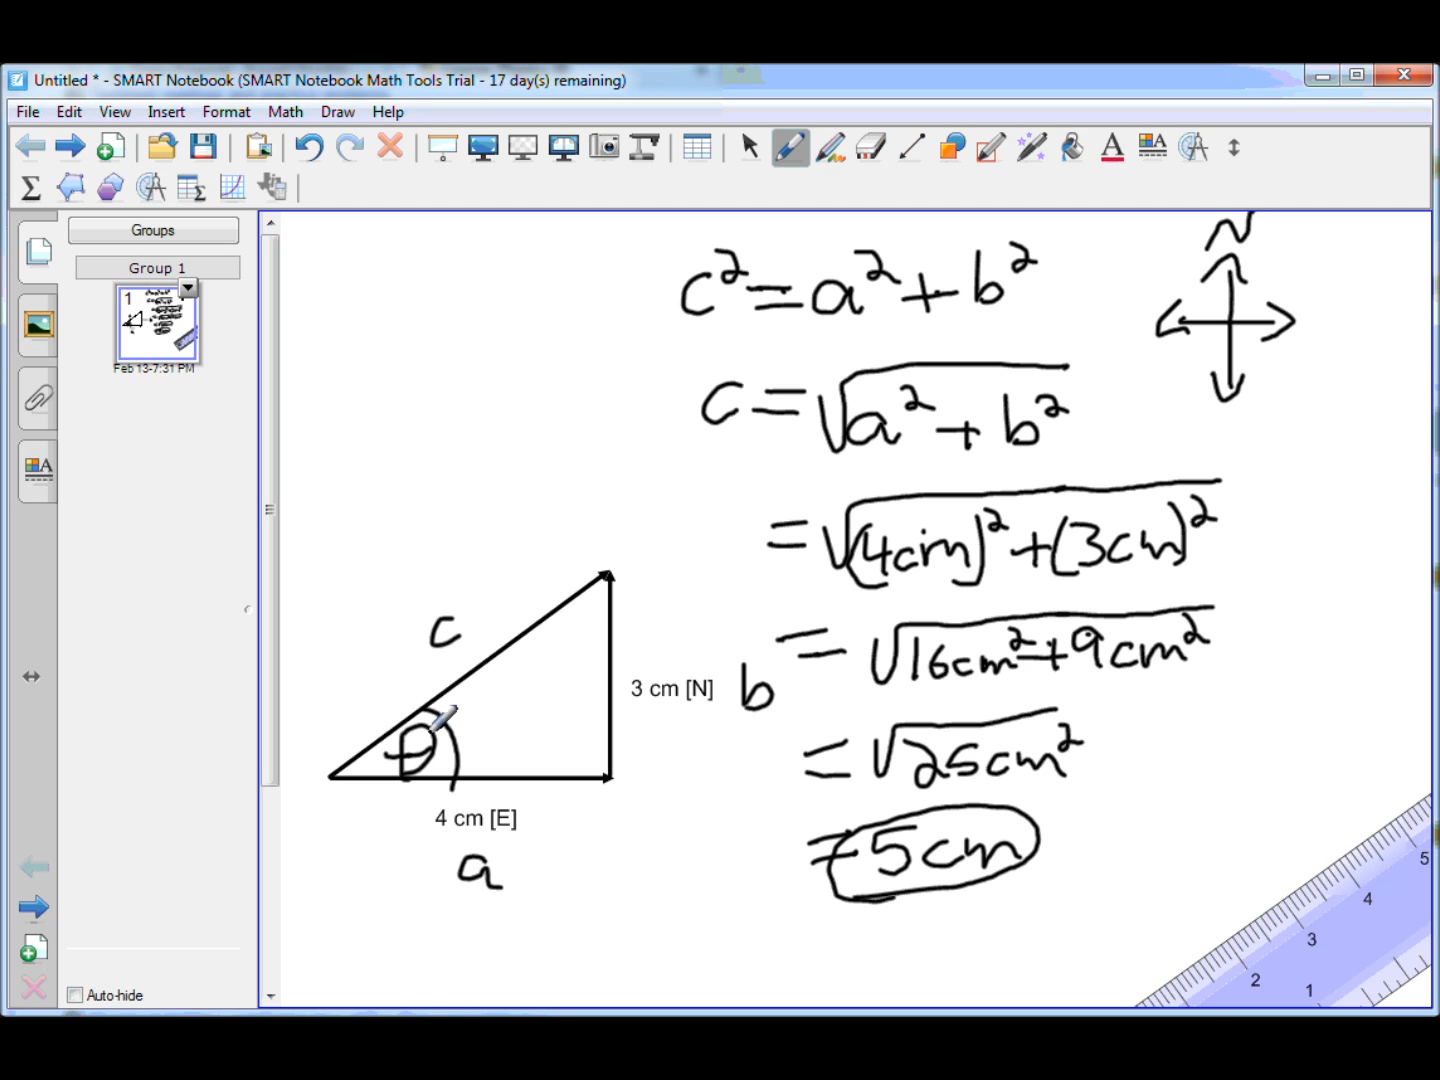 Untitled * - SMART Notebook (SMART Notebook Math Tools Trial - 17 day(s) remaining)
File Edit View Insert Format Math Draw Help
Groups
Group 1
1
Feb 13-7:31 PM
Auto-hide
N
c² = a² + b²
c = √a² + b²
= √(4cm)² + (3cm)²
= √16cm² + 9cm²
= √25cm²
= 5cm
c
3 cm [N] b
θ
4 cm [E]
a
5
4
3
2
1